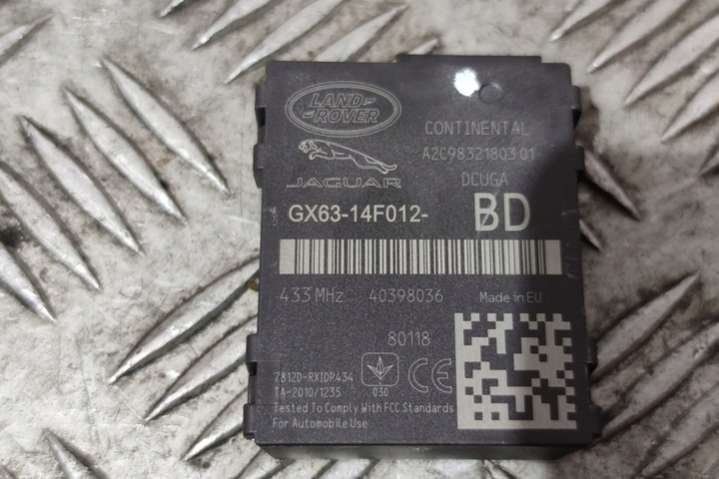 LAND-
-ROVER
JAGUAR
CONTINENTAL
A2C98321803 01
DCUGA
GX63-14F012-
BD
433 MHz 40398036 Made in EU
80118
7812D-RXIDR434
TA-2010/1235
030
CE
Tested To Comply With FCC Standards
For Automobile Use